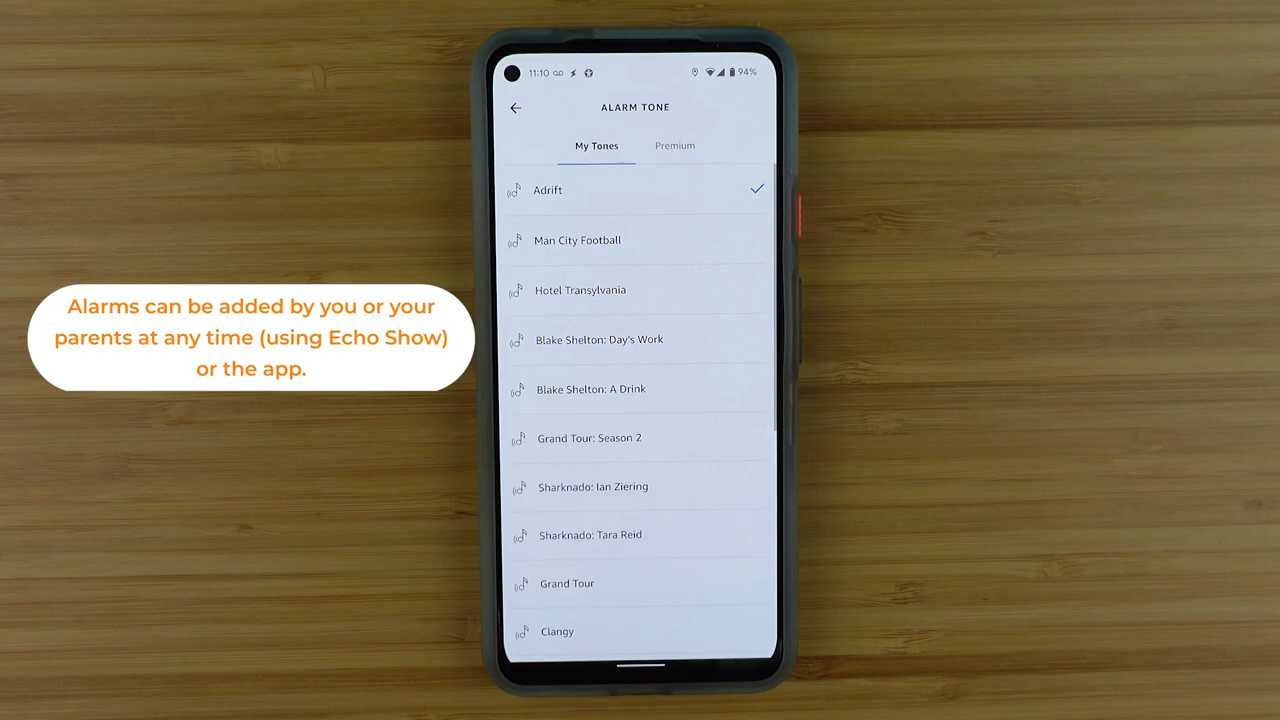 11:10
94%
ALARM TONE
My Tones
Premium
Adrift
Man City Football
Hotel Transylvania
Blake Shelton: Day's Work
Blake Shelton: A Drink
Grand Tour: Season 2
Sharknado: Ian Ziering
Sharknado: Tara Reid
Grand Tour
Clangy
Alarms can be added by you or your
parents at any time (using Echo Show)
or the app.